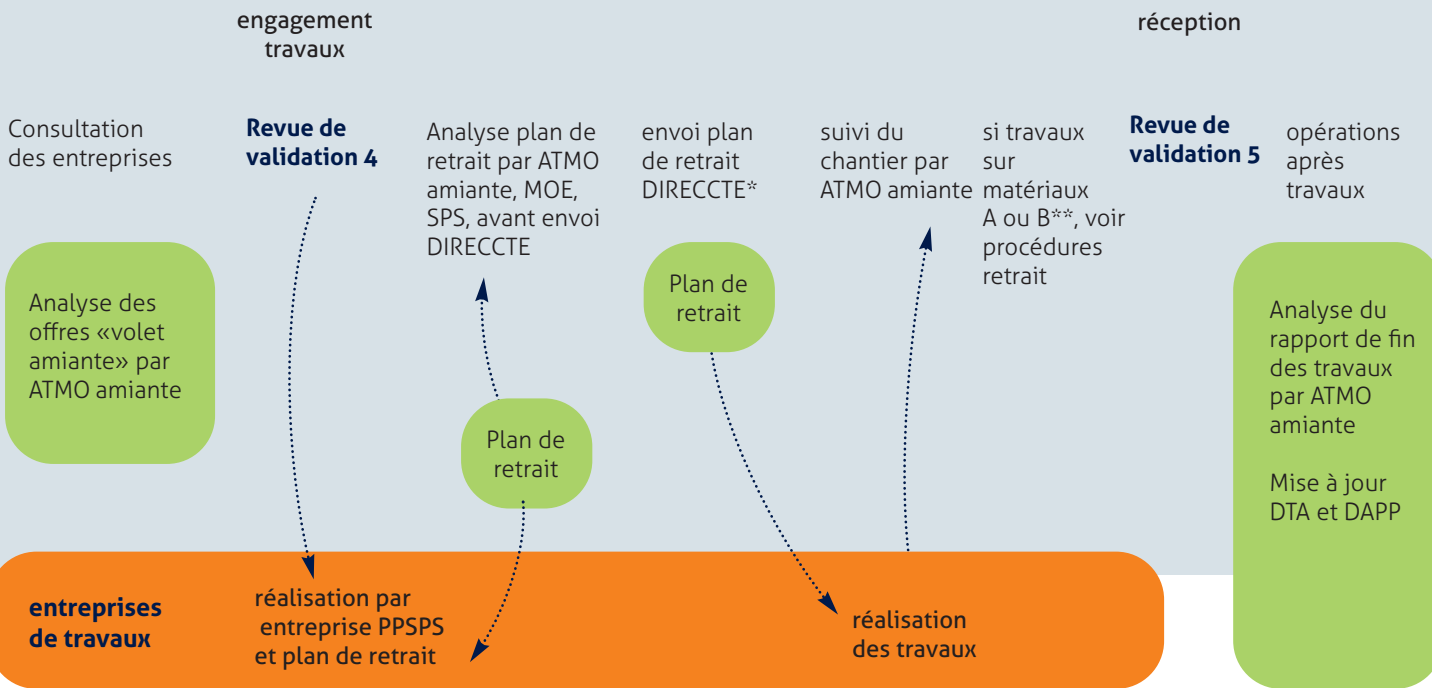 engagement
travaux
réception
Consultation
des entreprises
Revue de
validation 4
Analyse plan de
retrait par ATMO
amiante, MOE,
SPS, avant envoi
DIRECCTE
envoi plan
de retrait
DIRECCTE*
suivi du
chantier par
ATMO amiante
si travaux
sur
matériaux
A ou B**, voir
procédures
retrait
Revue de
validation 5
opérations
après
travaux
Analyse des
offres «volet
amiante» par
ATMO amiante
Plan de
retrait
Plan de
retrait
Analyse du
rapport de fin
des travaux
par ATMO
amiante
Mise à jour
DTA et DAPP
entreprises
de travaux
réalisation par
entreprise PPSPS
et plan de retrait
réalisation
des travaux